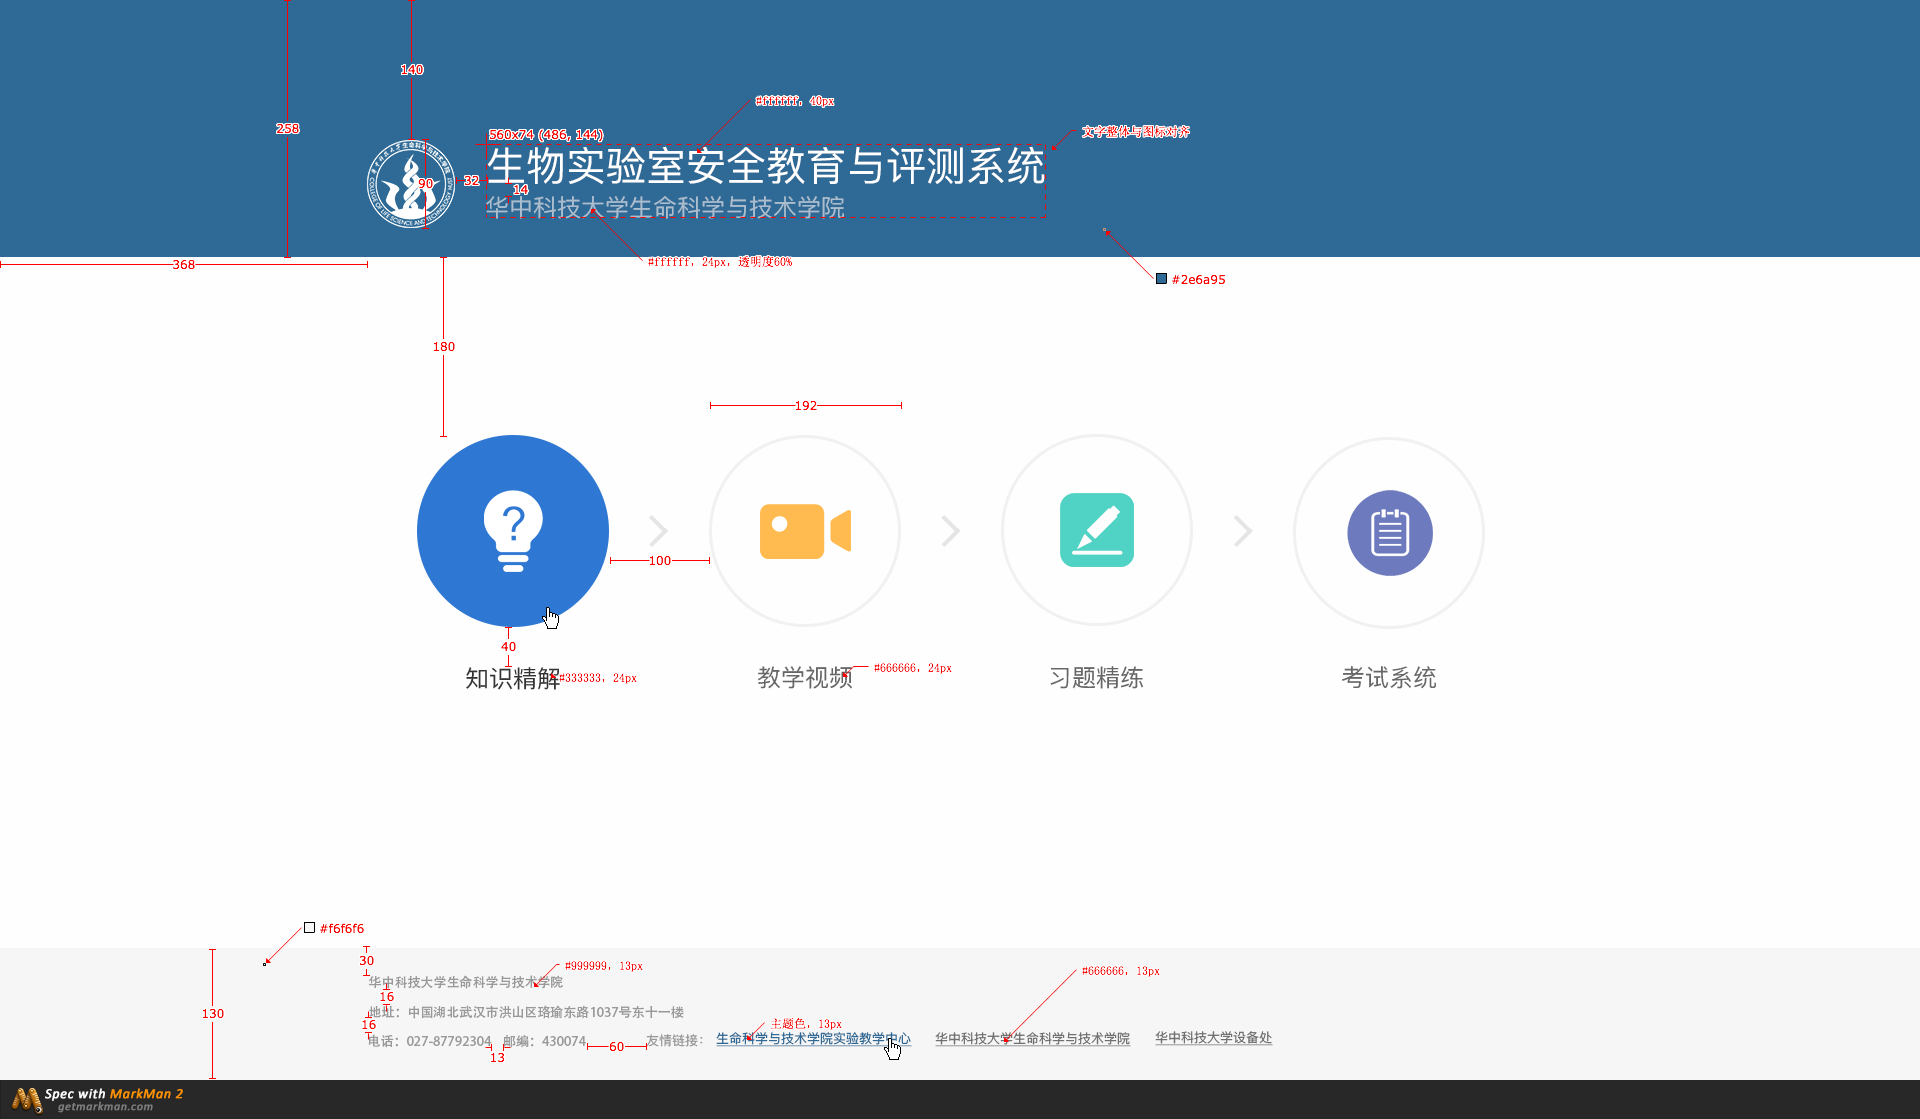 140
#ffffff, 40px
258
560x74 (486, 144)
文字整体与图标对齐
生物实验室安全教育与评测系统
90
32
14
华中科技大学生命科学与技术学院
368
#ffffff, 24px, 透明度60%
#2e6a95
180
192
100
40
知识精解
#333333, 24px
教学视频
#666666, 24px
习题精练
考试系统
#f6f6f6
30
#999999, 13px
#666666, 13px
华中科技大学生命科学与技术学院
16
130
地址：中国湖北武汉市洪山区珞瑜东路1037号东十一楼
16
主题色, 13px
电话：027-87792304
邮编：430074
60
友情链接：
生命科学与技术学院实验教学中心
华中科技大学生命科学与技术学院
华中科技大学设备处
13
Spec with MarkMan 2
getmarkman.com